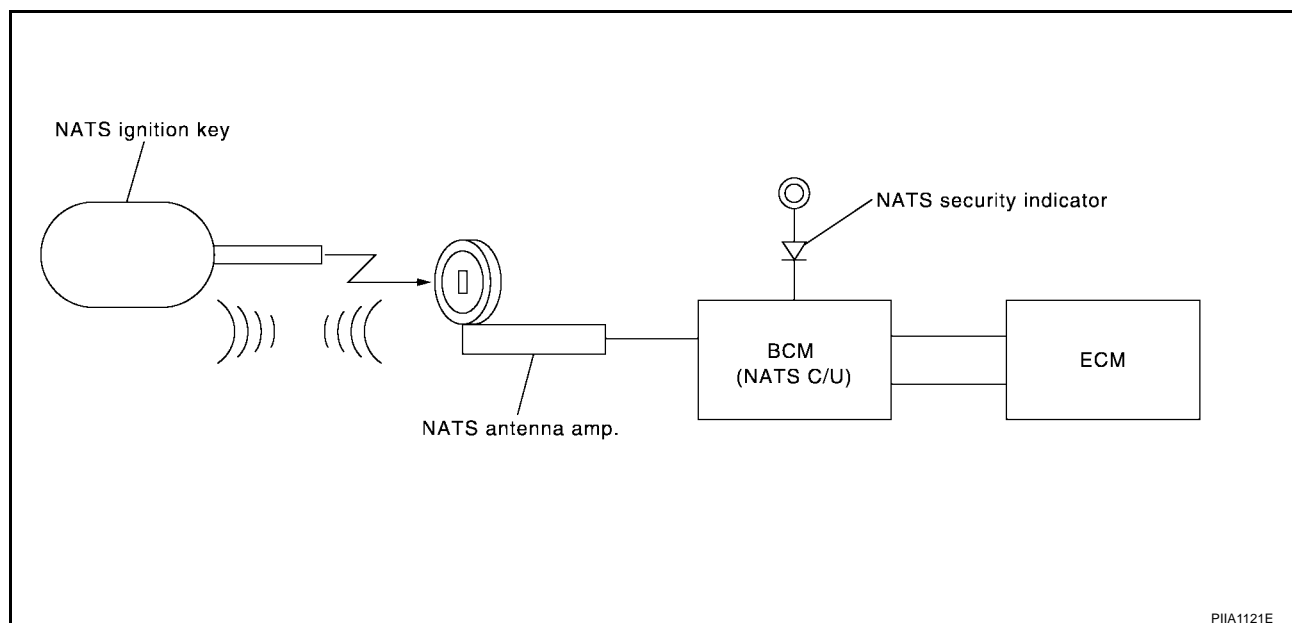 NATS ignition key
NATS security indicator
BCM
(NATS C/U)
ECM
NATS antenna amp.
PIIA1121E